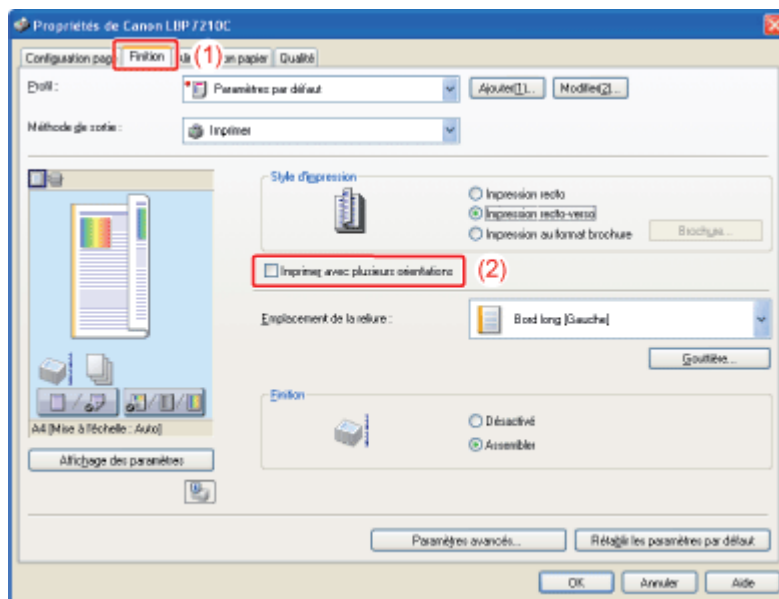 Propriétés de Canon LBP7210C
Configuration page Finition (1) on papier Qualité
Profil : Paramètres par défaut Ajouter(1)... Modifier(2)...
Méthode de sortie : Imprimer
Style d'impression
Impression recto
Impression recto-verso
Impression au format brochure Brochure...
Imprimer avec plusieurs orientations (2)
Emplacement de la reliure : Bord long [Gauche]
Gouttière...
Finition
Désactivé
Assembler
A4 [Mise à l'échelle : Auto]
Affichage des paramètres
Paramètres avancés... Rétablir les paramètres par défaut
OK Annuler Aide